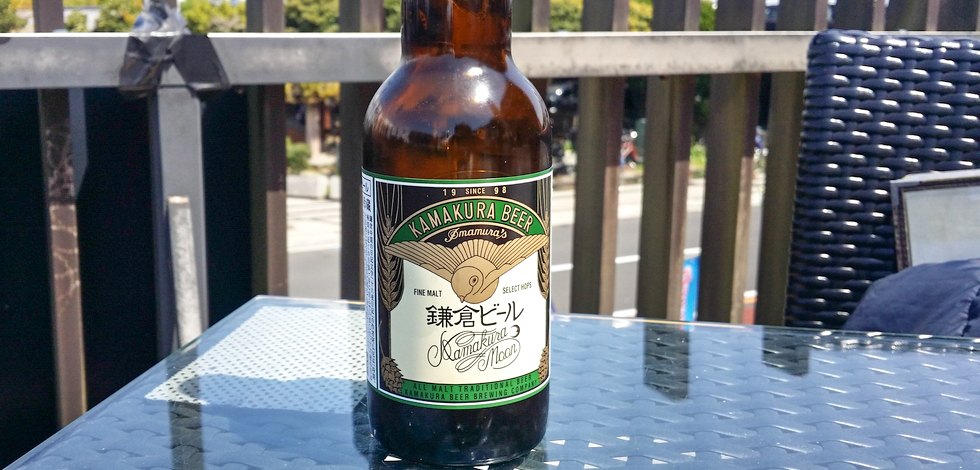 19 SINCE 98
KAMAKURA BEER
Amamura's
FINE MALT
SELECT HOPS
鎌倉ビール
Kamakura
Moon
ALL MALT TRADITIONAL BEER
KAMAKURA BEER BREWING COMPANY